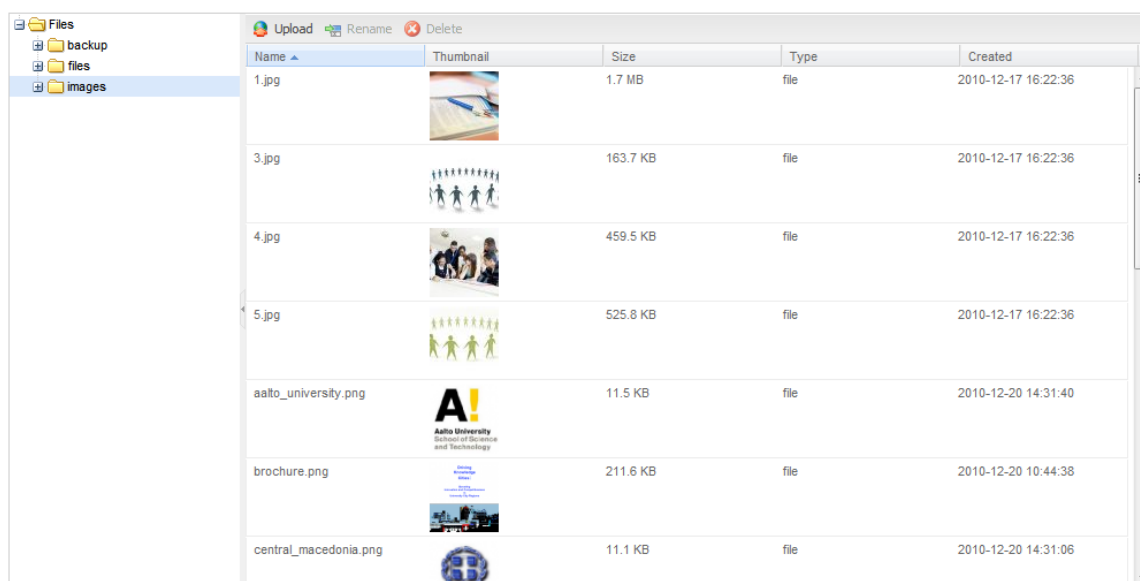 Files
backup
files
images
Upload Rename Delete
Name Thumbnail Size Type Created
1.jpg 1.7 MB file 2010-12-17 16:22:36
3.jpg 163.7 KB file 2010-12-17 16:22:36
4.jpg 459.5 KB file 2010-12-17 16:22:36
5.jpg 525.8 KB file 2010-12-17 16:22:36
aalto_university.png 11.5 KB file 2010-12-20 14:31:40
A!
Aalto University
School of Science
and Technology
brochure.png 211.6 KB file 2010-12-20 10:44:38
Driving
Knowledge
central_macedonia.png 11.1 KB file 2010-12-20 14:31:06